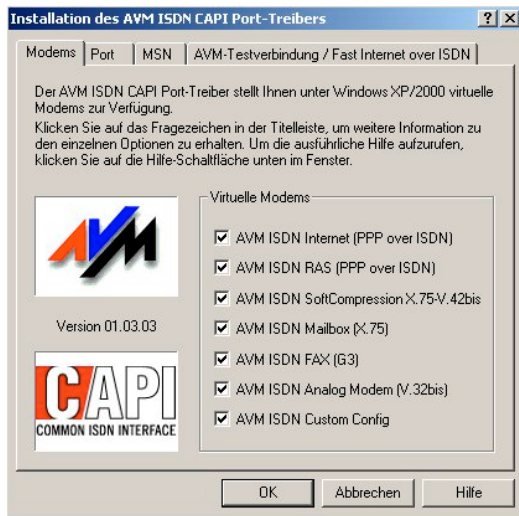 Installation des AVM ISDN CAPI Port-Treibers
Modems Port MSN AVM-Testverbindung / Fast Internet over ISDN
Der AVM ISDN CAPI Port-Treiber stellt Ihnen unter Windows XP/2000 virtuelle
Modems zur Verfügung.
Klicken Sie auf das Fragezeichen in der Titelleiste, um weitere Information zu
den einzelnen Optionen zu erhalten. Um die ausführliche Hilfe aufzurufen,
klicken Sie auf die Hilfe-Schaltfläche unten im Fenster.
AVM
Version 01.03.03
CAPI
COMMON ISDN INTERFACE
Virtuelle Modems
AVM ISDN Internet (PPP over ISDN)
AVM ISDN RAS (PPP over ISDN)
AVM ISDN SoftCompression X.75-V.42bis
AVM ISDN Mailbox (X.75)
AVM ISDN FAX (G3)
AVM ISDN Analog Modem (V.32bis)
AVM ISDN Custom Config
OK Abbrechen Hilfe